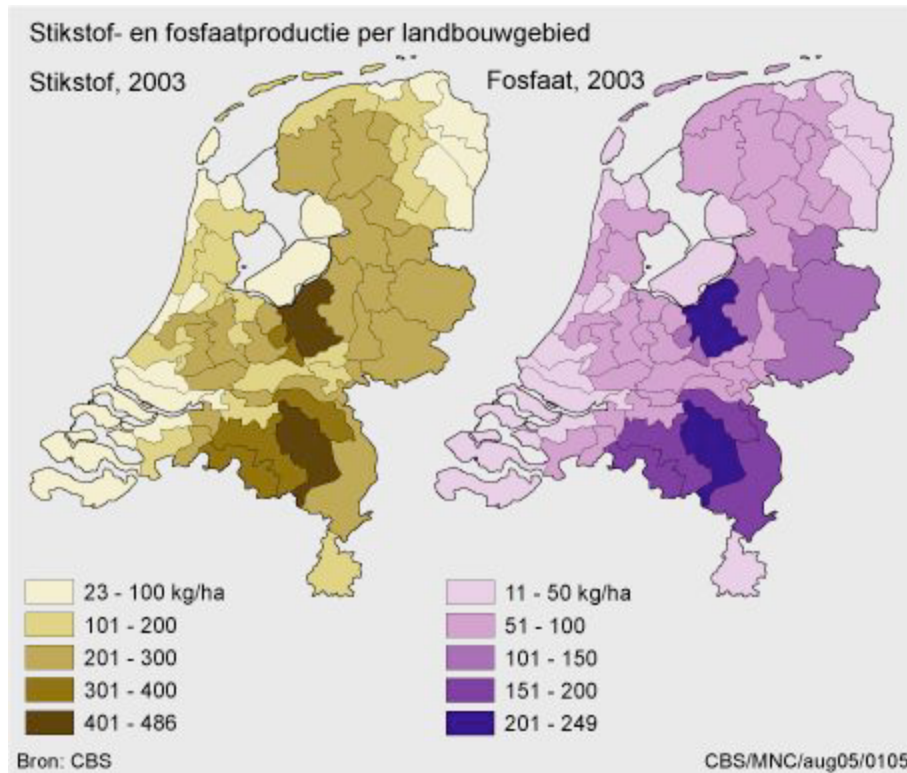 Stikstof- en fosfaatproductie per landbouwgebied
Stikstof, 2003
Fosfaat, 2003
23 - 100 kg/ha
101 - 200
201 - 300
301 - 400
401 - 486
11 - 50 kg/ha
51 - 100
101 - 150
151 - 200
201 - 249
Bron: CBS
CBS/MNC/aug05/0105